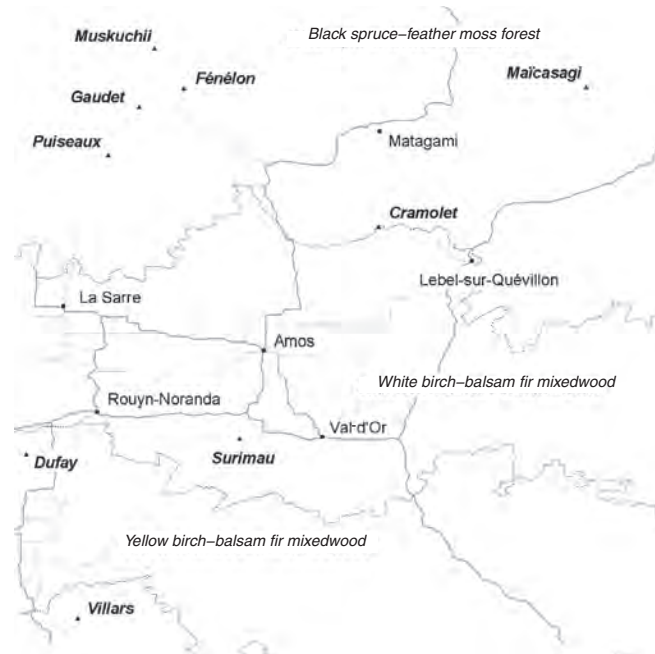 Black spruce–feather moss forest
Muskuchii
Fénélon
Maïcasagi
Gaudet
Matagami
Puiseaux
Cramolet
Lebel-sur-Quévillon
La Sarre
Amos
White birch–balsam fir mixedwood
Rouyn-Noranda
Val-d'Or
Dufay
Surimau
Yellow birch–balsam fir mixedwood
Villars